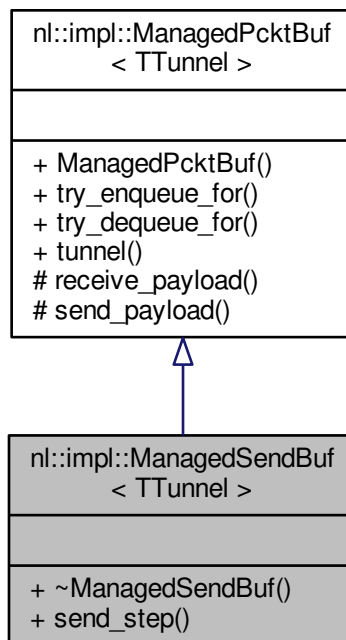 nl::impl::ManagedPcktBuf
< TTunnel >
+ ManagedPcktBuf()
+ try_enqueue_for()
+ try_dequeue_for()
+ tunnel()
# receive_payload()
# send_payload()
nl::impl::ManagedSendBuf
< TTunnel >
+ ~ManagedSendBuf()
+ send_step()